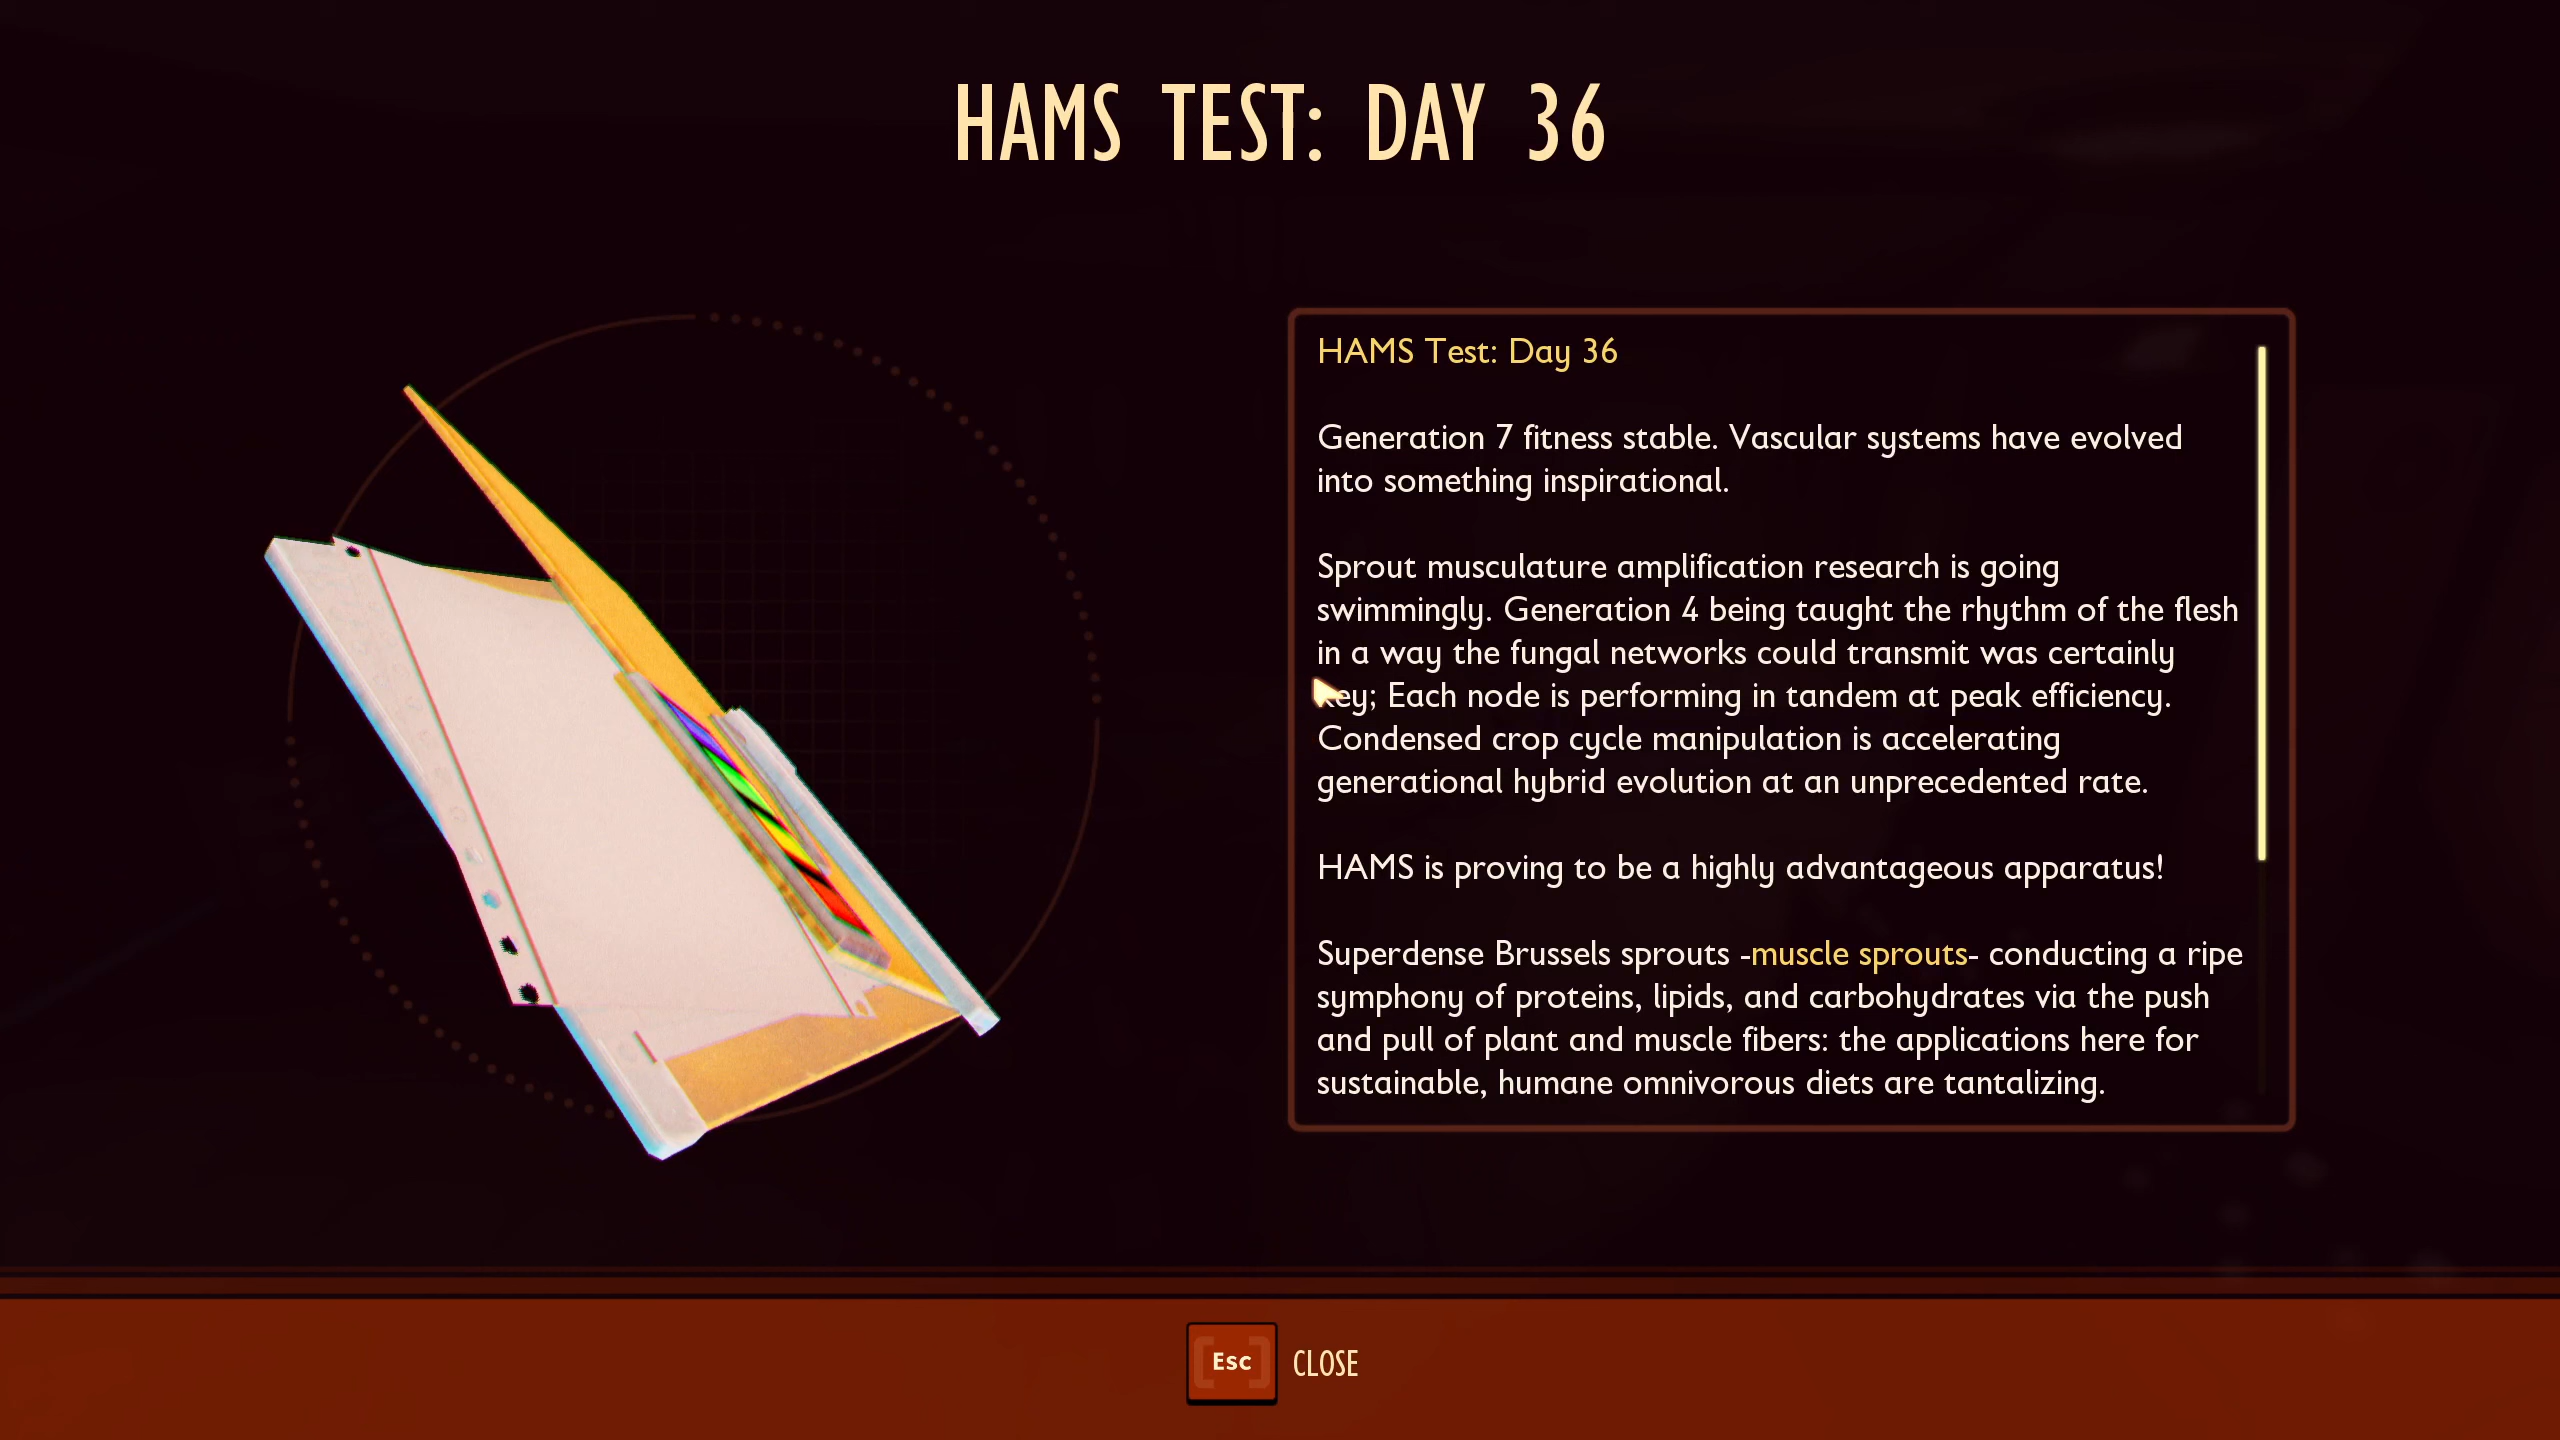 HAMS TEST: DAY 36
HAMS Test: Day 36
Generation 7 fitness stable. Vascular systems have evolved
into something inspirational.
Sprout musculature amplification research is going
swimmingly. Generation 4 being taught the rhythm of the flesh
in a way the fungal networks could transmit was certainly
key; Each node is performing in tandem at peak efficiency.
Condensed crop cycle manipulation is accelerating
generational hybrid evolution at an unprecedented rate.
HAMS is proving to be a highly advantageous apparatus!
Superdense Brussels sprouts -muscle sprouts- conducting a ripe
symphony of proteins, lipids, and carbohydrates via the push
and pull of plant and muscle fibers: the applications here for
sustainable, humane omnivorous diets are tantalizing.
Esc CLOSE